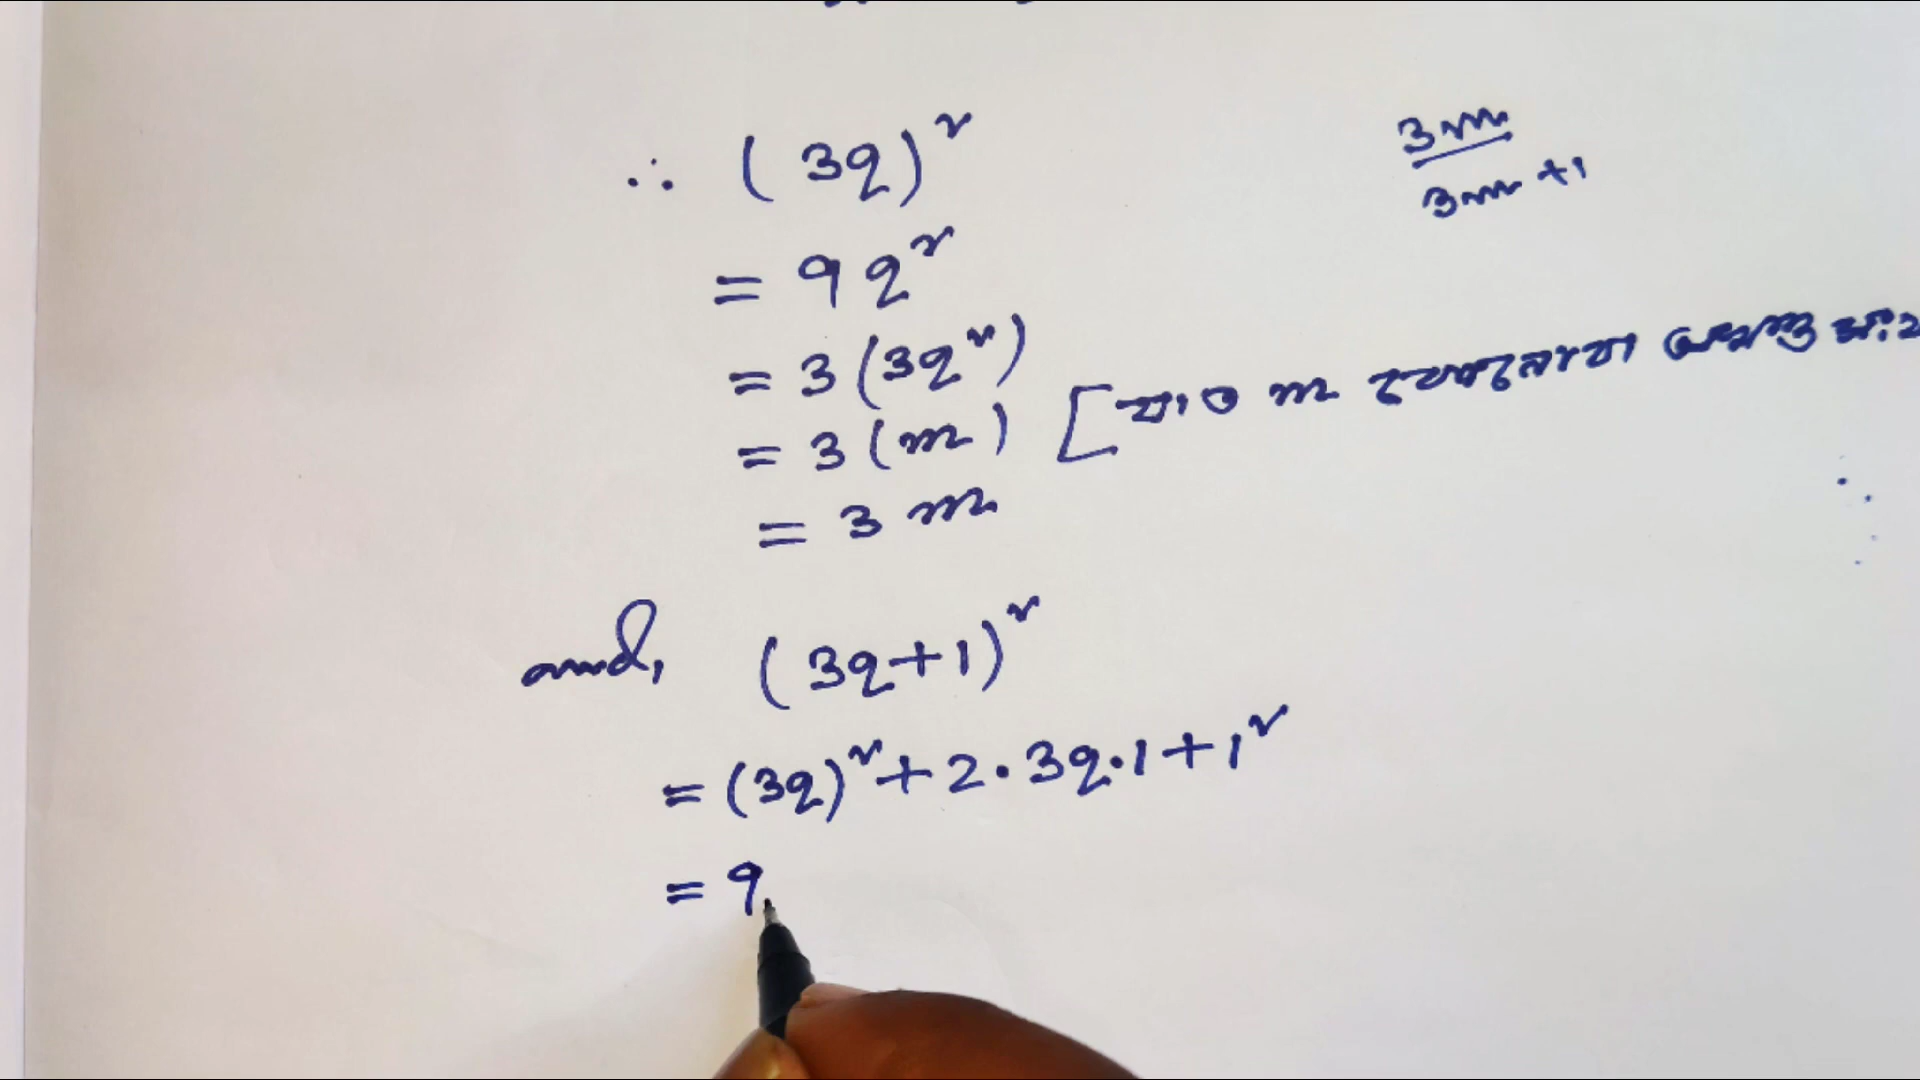 ∴ (3q)²
= 9q²
= 3(3q²)
= 3(m) [
= 3m
3m
3m+1
and, (3q+1)²
= (3q)²+2·3q·1+1²
= 9